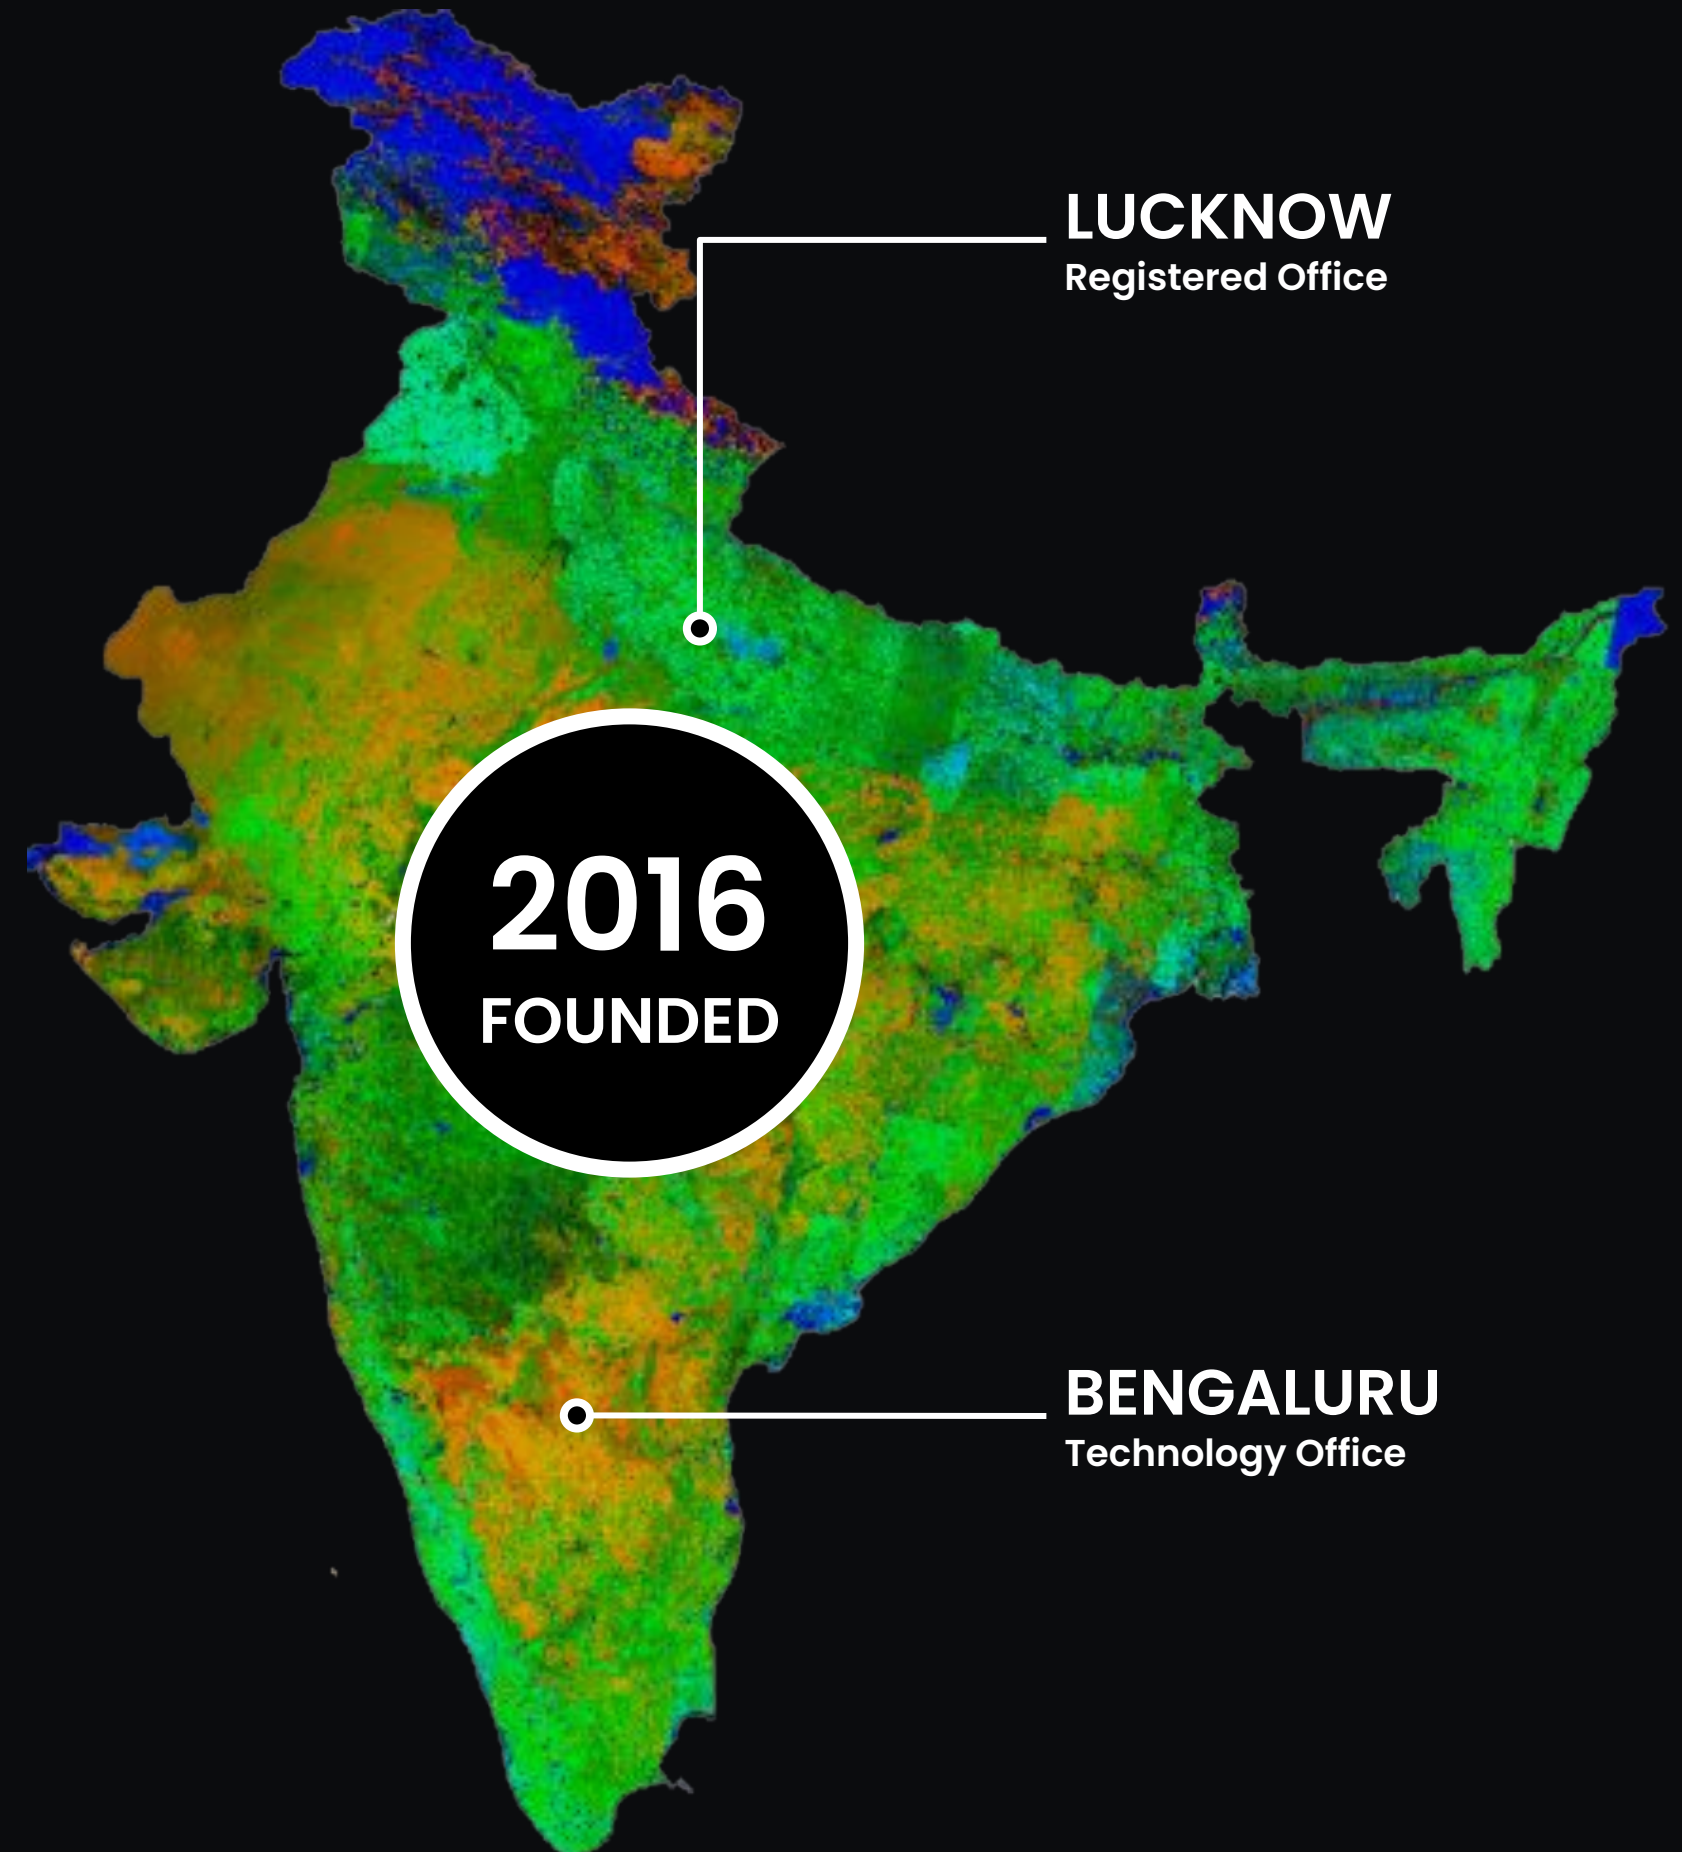 LUCKNOW
Registered Office
2016
FOUNDED
BENGALURU
Technology Office